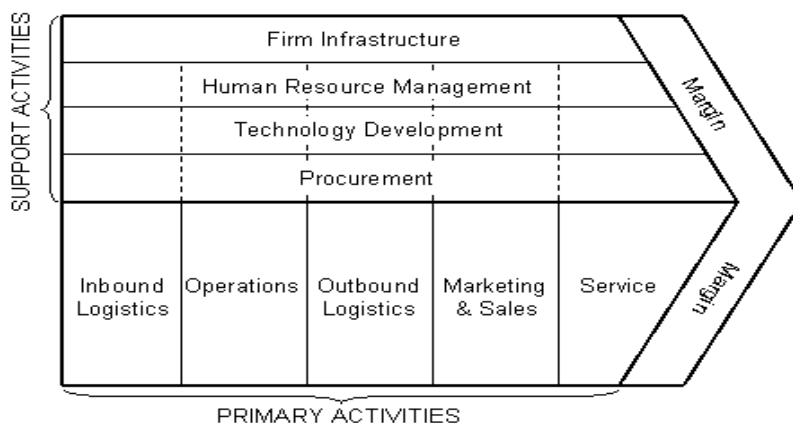 SUPPORT ACTIVITIES
Firm Infrastructure
Human Resource Management
Technology Development
Procurement
Margin
Inbound
Logistics
Operations
Outbound
Logistics
Marketing
& Sales
Service
Margin
PRIMARY ACTIVITIES